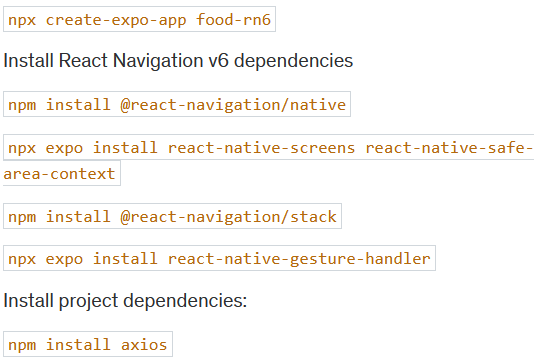 npx create-expo-app food-rn6
Install React Navigation v6 dependencies
npm install @react-navigation/native
npx expo install react-native-screens react-native-safe-
area-context
npm install @react-navigation/stack
npx expo install react-native-gesture-handler
Install project dependencies:
npm install axios